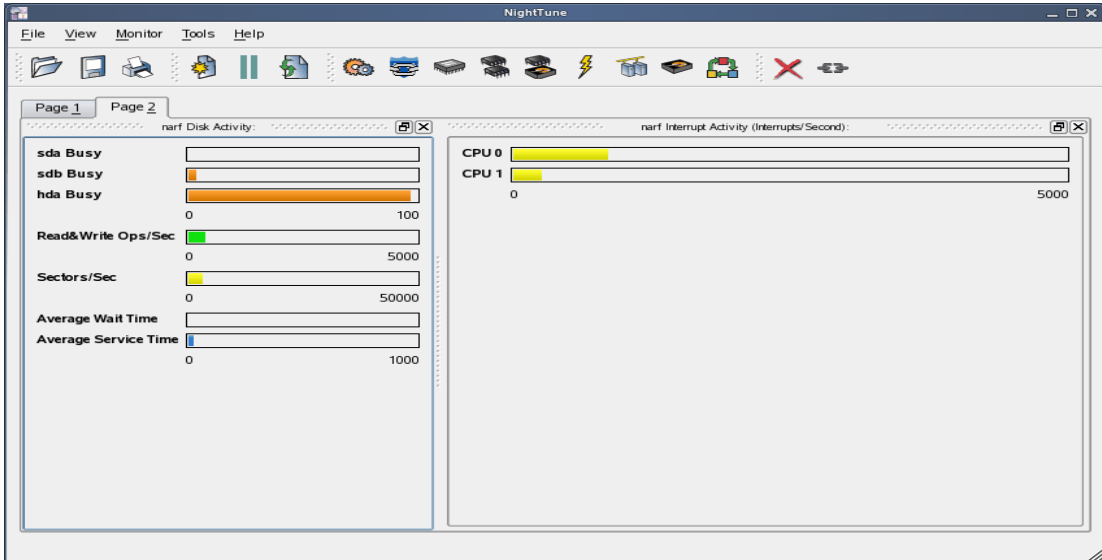 NightTune
File View Monitor Tools Help
Page 1 Page 2
narf Disk Activity:
sda Busy
sdb Busy
hda Busy
0 100
Read&Write Ops/Sec
0 5000
Sectors/Sec
0 50000
Average Wait Time
Average Service Time
0 1000
narf Interrupt Activity (Interrupts/Second):
CPU 0
CPU 1
0 5000